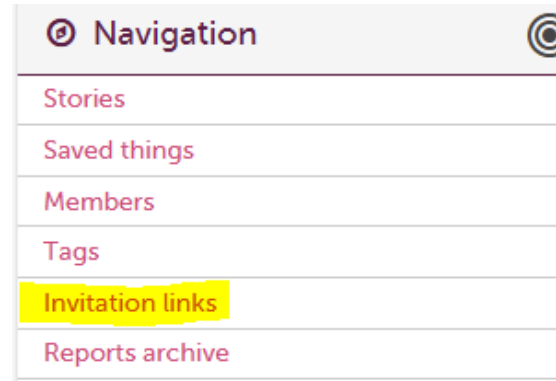 Navigation
Stories
Saved things
Members
Tags
Invitation links
Reports archive